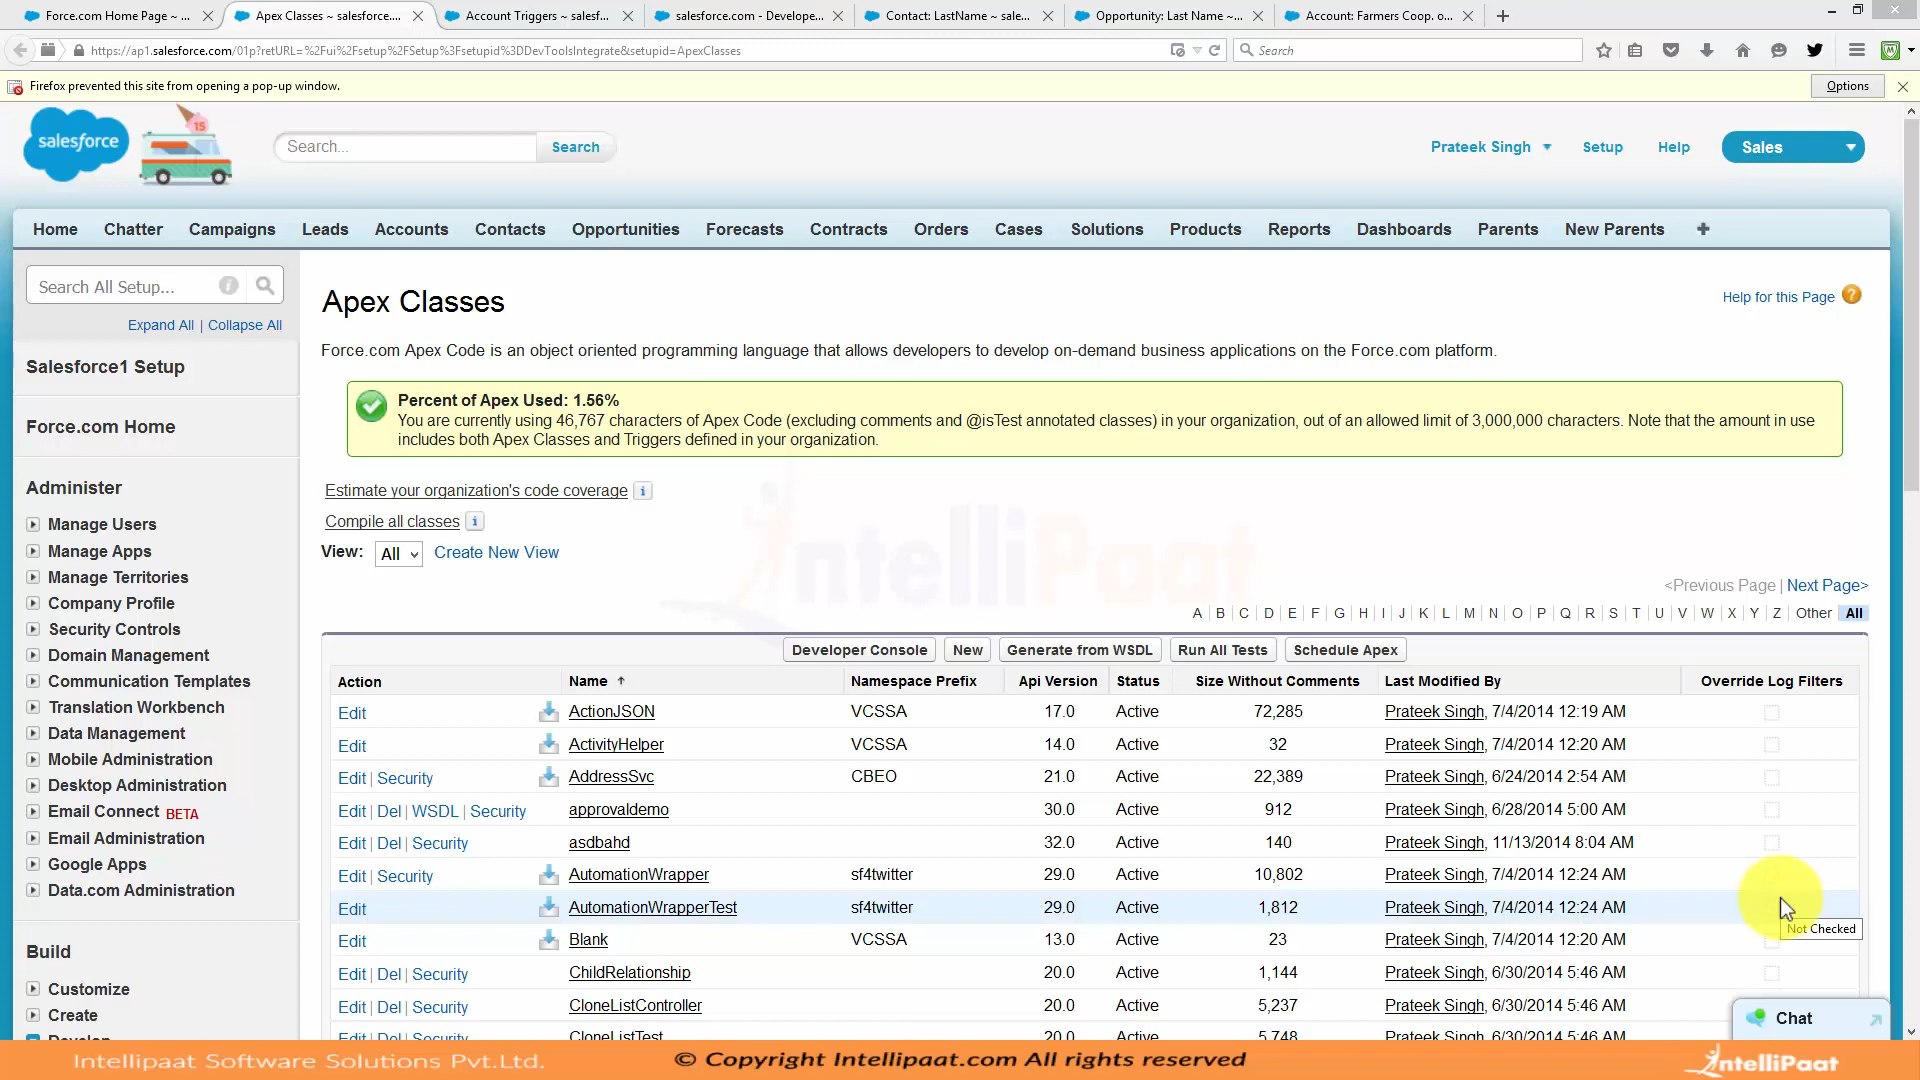 Force.com Home Page ~ ...
Apex Classes ~ salesforce....
Account Triggers ~ salesf...
salesforce.com - Develope...
Contact: LastName ~ sale...
Opportunity: Last Name ~...
Account: Farmers Coop. o...
https://ap1.salesforce.com/01p?retURL=%2Fui%2Fsetup%2FSetup%3Fsetupid%3DDevToolsIntegrate&setupid=ApexClasses
Search
Firefox prevented this site from opening a pop-up window.
Options
salesforce
15
Search...
Search
Prateek Singh
Setup
Help
Sales
Home
Chatter
Campaigns
Leads
Accounts
Contacts
Opportunities
Forecasts
Contracts
Orders
Cases
Solutions
Products
Reports
Dashboards
Parents
New Parents
Search All Setup...
Expand All | Collapse All
Salesforce1 Setup
Force.com Home
Administer
Manage Users
Manage Apps
Manage Territories
Company Profile
Security Controls
Domain Management
Communication Templates
Translation Workbench
Data Management
Mobile Administration
Desktop Administration
Email Connect BETA
Email Administration
Google Apps
Data.com Administration
Build
Customize
Create
Develop
Apex Classes
Help for this Page
Force.com Apex Code is an object oriented programming language that allows developers to develop on-demand business applications on the Force.com platform.
Percent of Apex Used: 1.56%
You are currently using 46,767 characters of Apex Code (excluding comments and @isTest annotated classes) in your organization, out of an allowed limit of 3,000,000 characters. Note that the amount in use
includes both Apex Classes and Triggers defined in your organization.
Estimate your organization's code coverage
Compile all classes
View: All Create New View
IntelliPaat
<Previous Page | Next Page>
A | B | C | D | E | F | G | H | I | J | K | L | M | N | O | P | Q | R | S | T | U | V | W | X | Y | Z | Other | All
Developer Console New Generate from WSDL Run All Tests Schedule Apex
Action Name Namespace Prefix Api Version Status Size Without Comments Last Modified By Override Log Filters
Edit ActionJSON VCSSA 17.0 Active 72,285 Prateek Singh, 7/4/2014 12:19 AM
Edit ActivityHelper VCSSA 14.0 Active 32 Prateek Singh, 7/4/2014 12:20 AM
Edit | Security AddressSvc CBEO 21.0 Active 22,389 Prateek Singh, 6/24/2014 2:54 AM
Edit | Del | WSDL | Security approvaldemo 30.0 Active 912 Prateek Singh, 6/28/2014 5:00 AM
Edit | Del | Security asdbahd 32.0 Active 140 Prateek Singh, 11/13/2014 8:04 AM
Edit | Security AutomationWrapper sf4twitter 29.0 Active 10,802 Prateek Singh, 7/4/2014 12:24 AM
Edit AutomationWrapperTest sf4twitter 29.0 Active 1,812 Prateek Singh, 7/4/2014 12:24 AM
Not Checked
Edit Blank VCSSA 13.0 Active 23 Prateek Singh, 7/4/2014 12:20 AM
Edit | Del | Security ChildRelationship 20.0 Active 1,144 Prateek Singh, 6/30/2014 5:46 AM
Edit | Del | Security CloneListController 20.0 Active 5,237 Prateek Singh, 6/30/2014 5:46 AM
Edit | Del | Security CloneListTest 20.0 Active 5,748 Prateek Singh, 6/30/2014 5:46 AM
Chat
Intellipaat Software Solutions Pvt.Ltd.
© Copyright Intellipaat.com All rights reserved
IntelliPaat